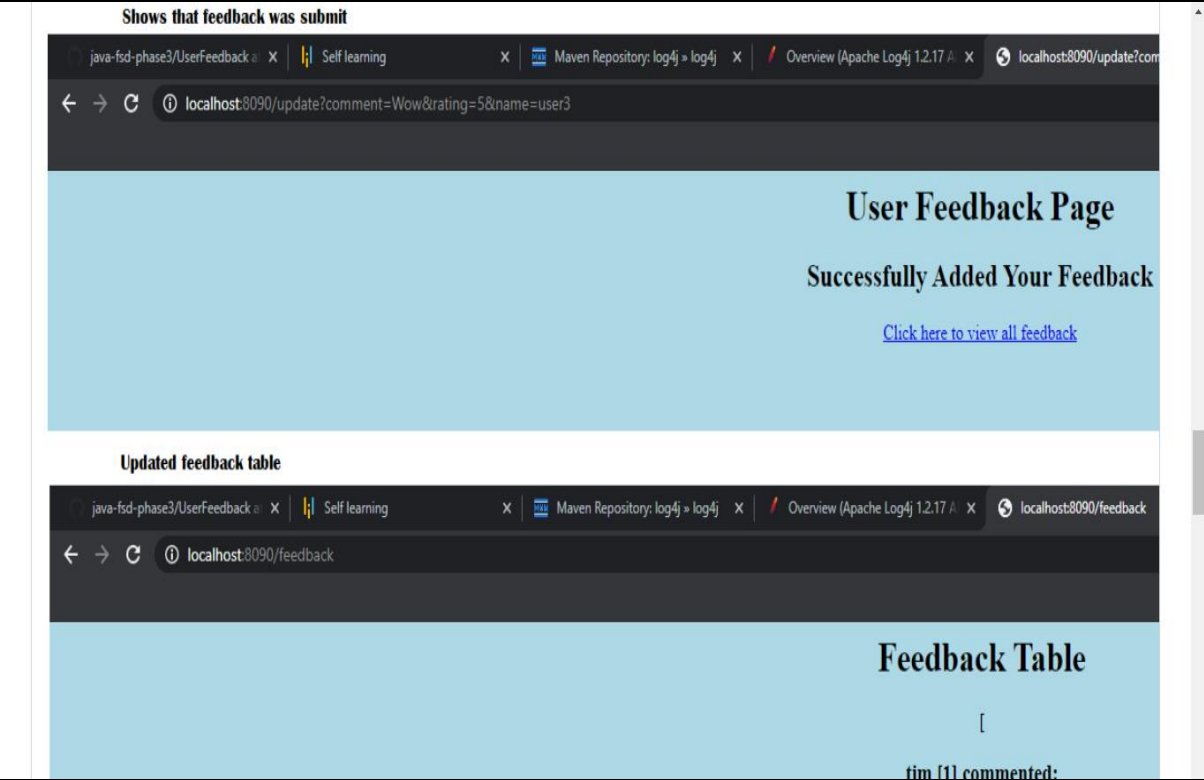 Shows that feedback was submit
java-fsd-phase3/UserFeedback a
Self learning
Maven Repository: log4j » log4j
Overview (Apache Log4j 1.2.17 A
localhost:8090/update?com
localhost:8090/update?comment=Wow&rating=5&name=user3
User Feedback Page
Successfully Added Your Feedback
Click here to view all feedback
Updated feedback table
java-fsd-phase3/UserFeedback a
Self learning
Maven Repository: log4j » log4j
Overview (Apache Log4j 1.2.17 A
localhost:8090/feedback
localhost:8090/feedback
Feedback Table
[
tim [1] commented: